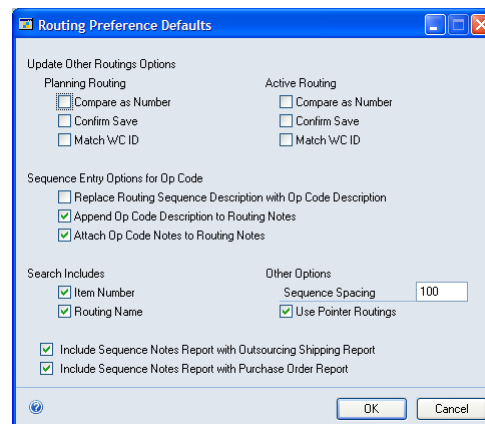 Routing Preference Defaults
Update Other Routings Options
Planning Routing Active Routing
Compare as Number Compare as Number
Confirm Save Confirm Save
Match WC ID Match WC ID
Sequence Entry Options for Op Code
Replace Routing Sequence Description with Op Code Description
Append Op Code Description to Routing Notes
Attach Op Code Notes to Routing Notes
Search Includes Other Options
Item Number Sequence Spacing 100
Routing Name Use Pointer Routings
Include Sequence Notes Report with Outsourcing Shipping Report
Include Sequence Notes Report with Purchase Order Report
OK Cancel